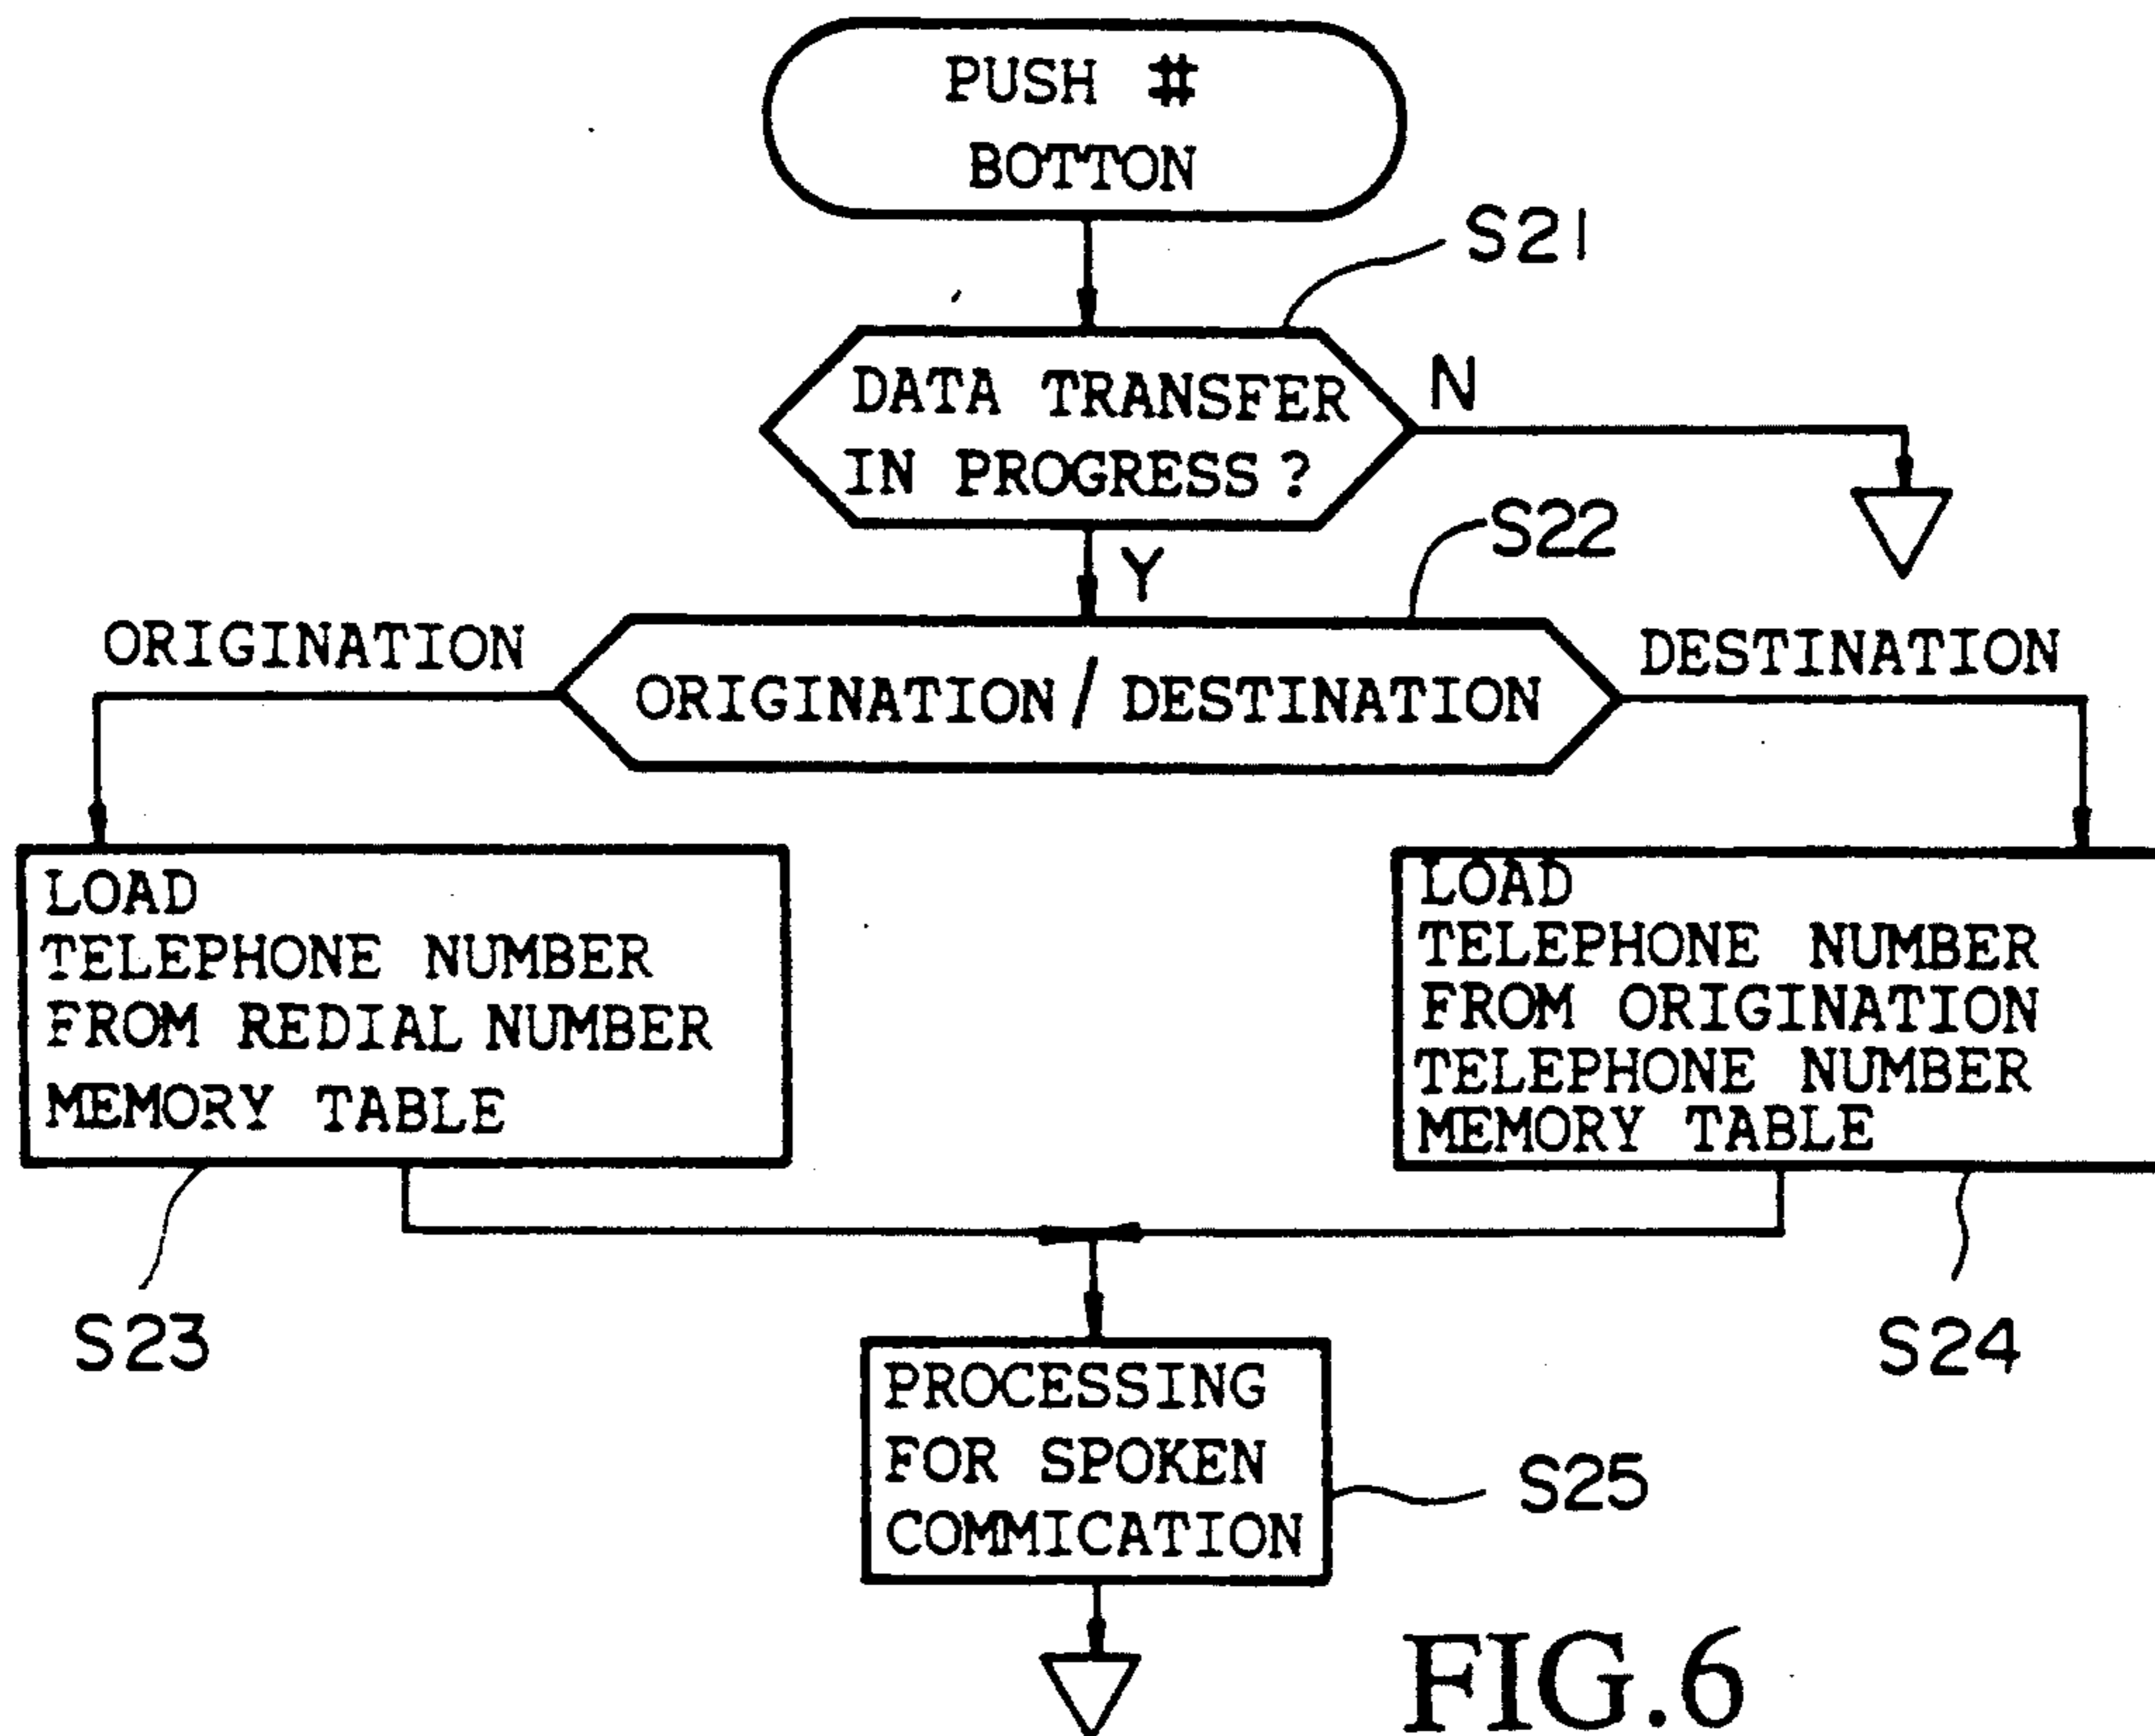 PUSH #
BOTTON
S21
DATA TRANSFER
IN PROGRESS?
N
Y
S22
ORIGINATION
ORIGINATION/DESTINATION
DESTINATION
LOAD
TELEPHONE NUMBER
FROM REDIAL NUMBER
MEMORY TABLE
LOAD
TELEPHONE NUMBER
FROM ORIGINATION
TELEPHONE NUMBER
MEMORY TABLE
S23
S24
PROCESSING
FOR SPOKEN
COMMICATION
S25
FIG.6